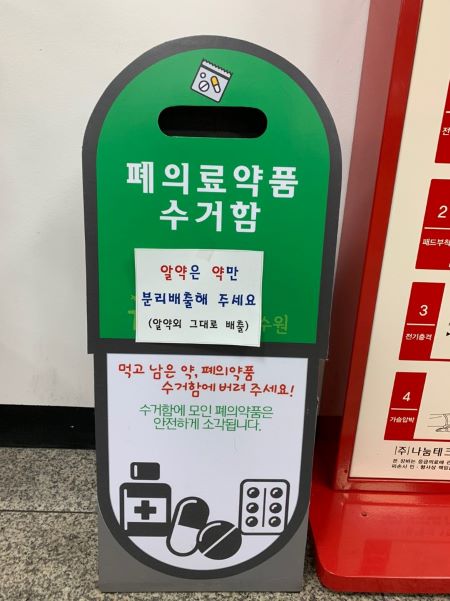 폐의료약품
수거함
알약은 약만
분리배출해 주세요
(알약외 그대로 배출)
수원
먹고 남은 약, 폐의약품
수거함에 버려 주세요!
수거함에 모인 폐의약품은
안전하게 소각됩니다.
2
패드부착
3
전기충격
4
가슴압박
(주)나눔테크